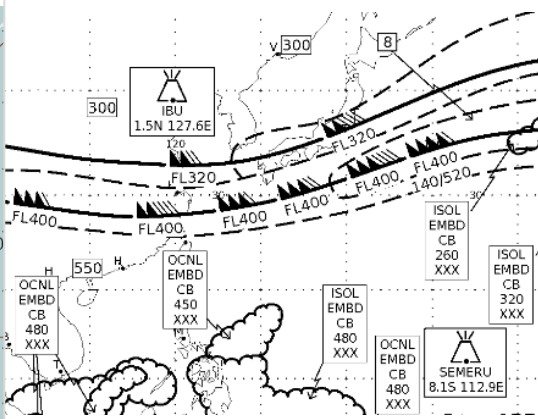 V 300
8
IBU
1.5N 127.6E
300
120
FL320
FL320
30
FL400
FL400
FL400
FL400
FL400
FL400
140/520
30
ISOL
EMBD
CB
260
XXX
ISOL
EMBD
CB
320
XXX
550
H
H
OCNL
EMBD
CB
480
XXX
OCNL
EMBD
CB
450
XXX
ISOL
EMBD
CB
480
XXX
OCNL
EMBD
CB
480
XXX
SEMERU
8.1S 112.9E
T
M